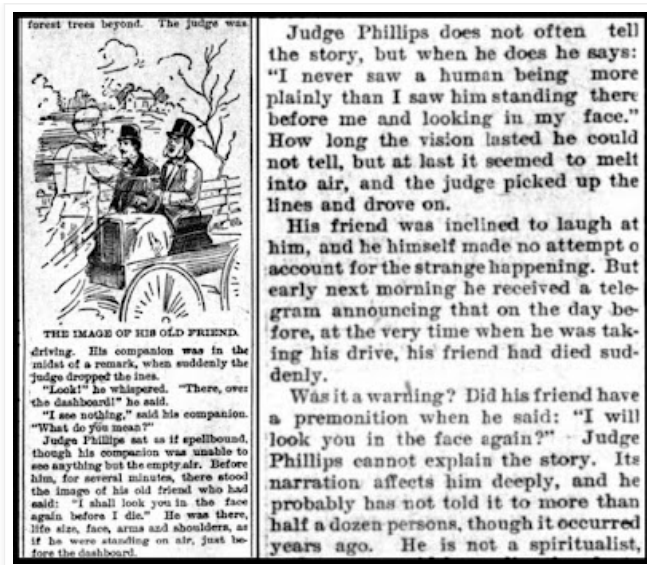 forest trees beyond. The judge was
THE IMAGE OF HIS OLD FRIEND.
driving. His companion was in the
midst of a remark, when suddenly the
judge dropped the ines.
"Look!" he whispered. "There, over
the dashboard!" he said.
"I see nothing," said his companion.
"What do you mean?"
Judge Phillips sat as if spellbound,
though his companion was unable to
see anything but the empty air. Before
him, for several minutes, there stood
the image of his old friend who had
said: "I shall look you in the face
again before I die." He was there,
life size, face, arms and shoulders, as
if he were standing on air, just be-
fore the dashboard.
Judge Phillips does not often tell
the story, but when he does he says:
"I never saw a human being more
plainly than I saw him standing there
before me and looking in my face."
How long the vision lasted he could
not tell, but at last it seemed to melt
into air, and the judge picked up the
lines and drove on.
His friend was inclined to laugh at
him, and he himself made no attempt o
account for the strange happening. But
early next morning he received a tele-
gram announcing that on the day be-
fore, at the very time when he was tak-
ing his drive, his friend had died sud-
denly.
Was it a warning? Did his friend have
a premonition when he said: "I will
look you in the face again?" Judge
Phillips cannot explain the story. Its
narration affects him deeply, and he
probably has not told it to more than
half a dozen persons, though it occurred
years ago. He is not a spiritualist,